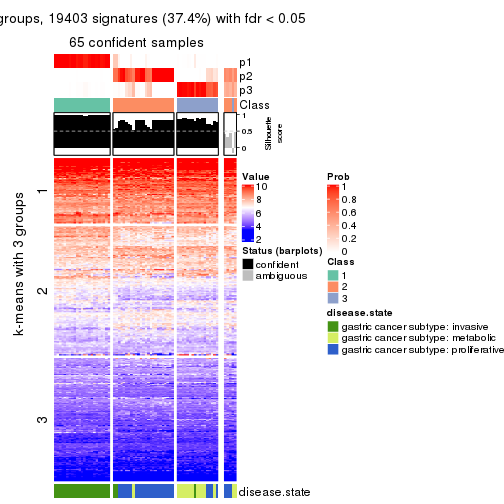 groups, 19403 signatures (37.4%) with fdr < 0.05
65 confident samples
p1
p2
p3
Class
1
0.5
0
Silhouette
score
k-means with 3 groups
1
2
3
disease.state
Value
10
8
6
4
2
Status (barplots)
confident
ambiguous
Prob
1
0.8
0.6
0.4
0.2
0
Class
1
2
3
disease.state
gastric cancer subtype: invasive
gastric cancer subtype: metabolic
gastric cancer subtype: proliferative